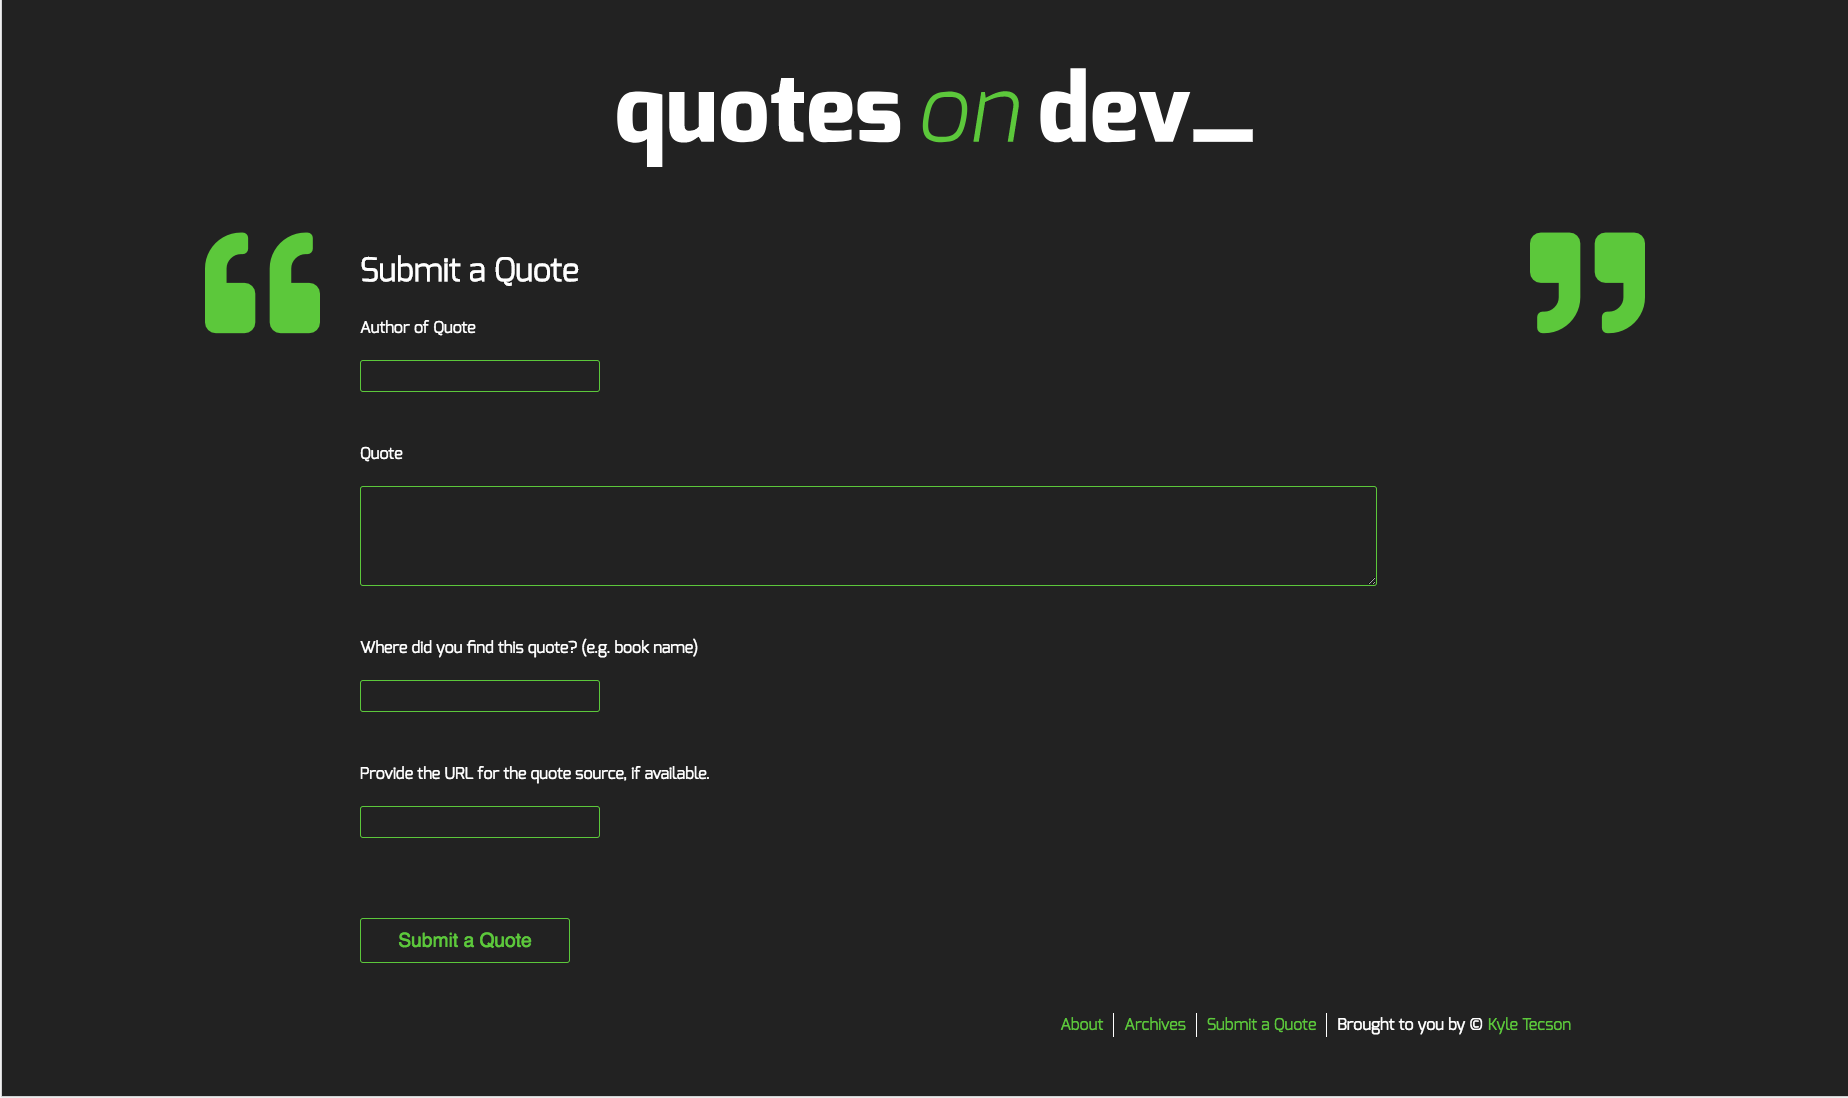 quotes on dev_
Submit a Quote
Author of Quote
Quote
Where did you find this quote? (e.g. book name)
Provide the URL for the quote source, if available.
Submit a Quote
About | Archives | Submit a Quote | Brought to you by © Kyle Tecson